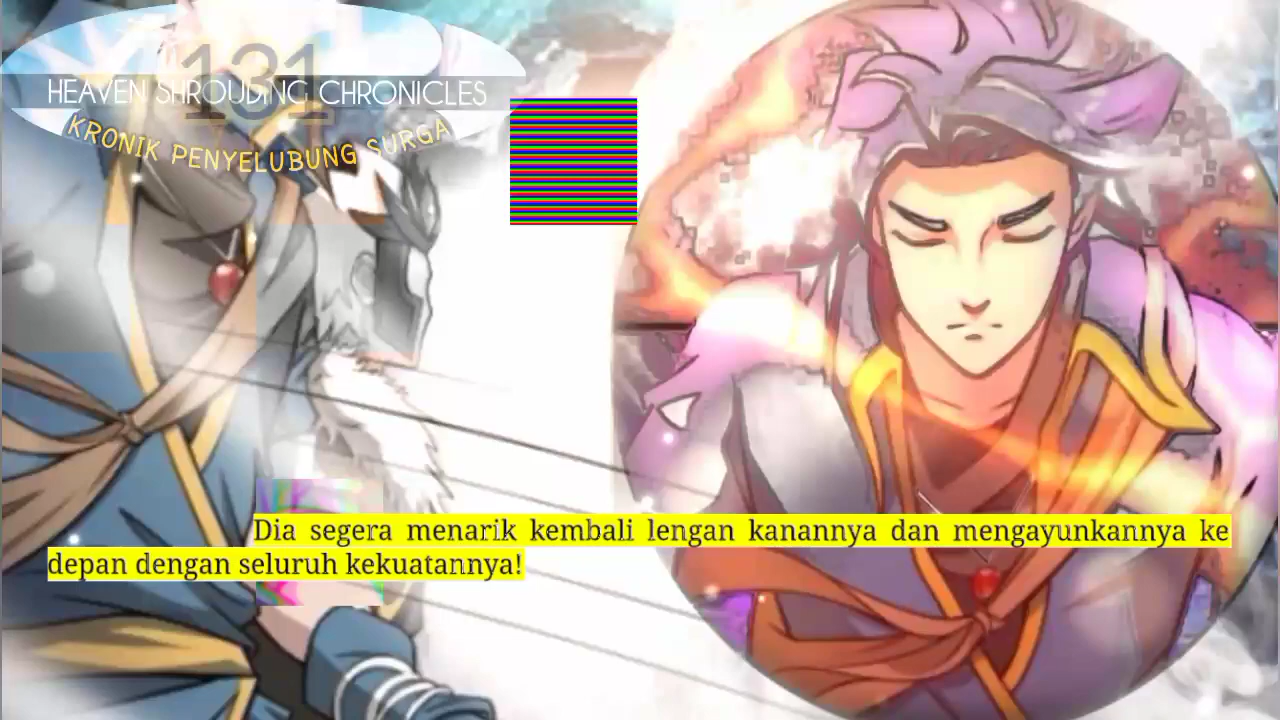 131
HEAVEN SHROUDING CHRONICLES
KRONIK PENYELUBUNG SURGA
Dia segera menarik kembali lengan kanannya dan mengayunkannya ke
depan dengan seluruh kekuatannya!